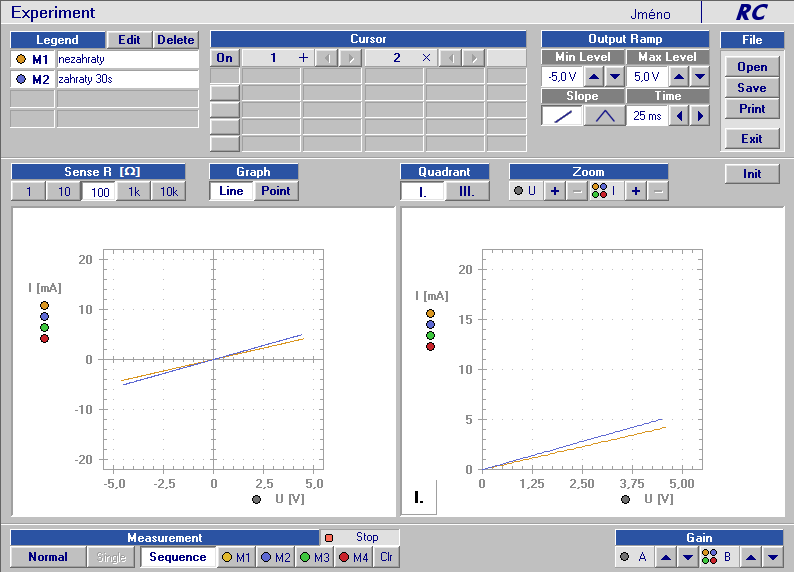 Experiment
Jméno
RC
Legend Edit Delete
M1 nezahraty
M2 zahraty 30s
Cursor
On 1 + 2 ×
Output Ramp
Min Level Max Level
-5,0 V 5,0 V
Slope Time
25 ms
File
Open
Save
Print
Exit
Init
Sense R [Ω]
1 10 100 1k 10k
Graph
Line Point
Quadrant
I. III.
Zoom
U + − I + −
I [mA]
20
10
0
-10
-20
-5,0 -2,5 0 2,5 5,0
U [V]
I [mA]
20
15
10
5
0
0 1,25 2,50 3,75 5,00
U [V]
I.
Measurement
Stop
Normal Single Sequence M1 M2 M3 M4 Clr
Gain
A B